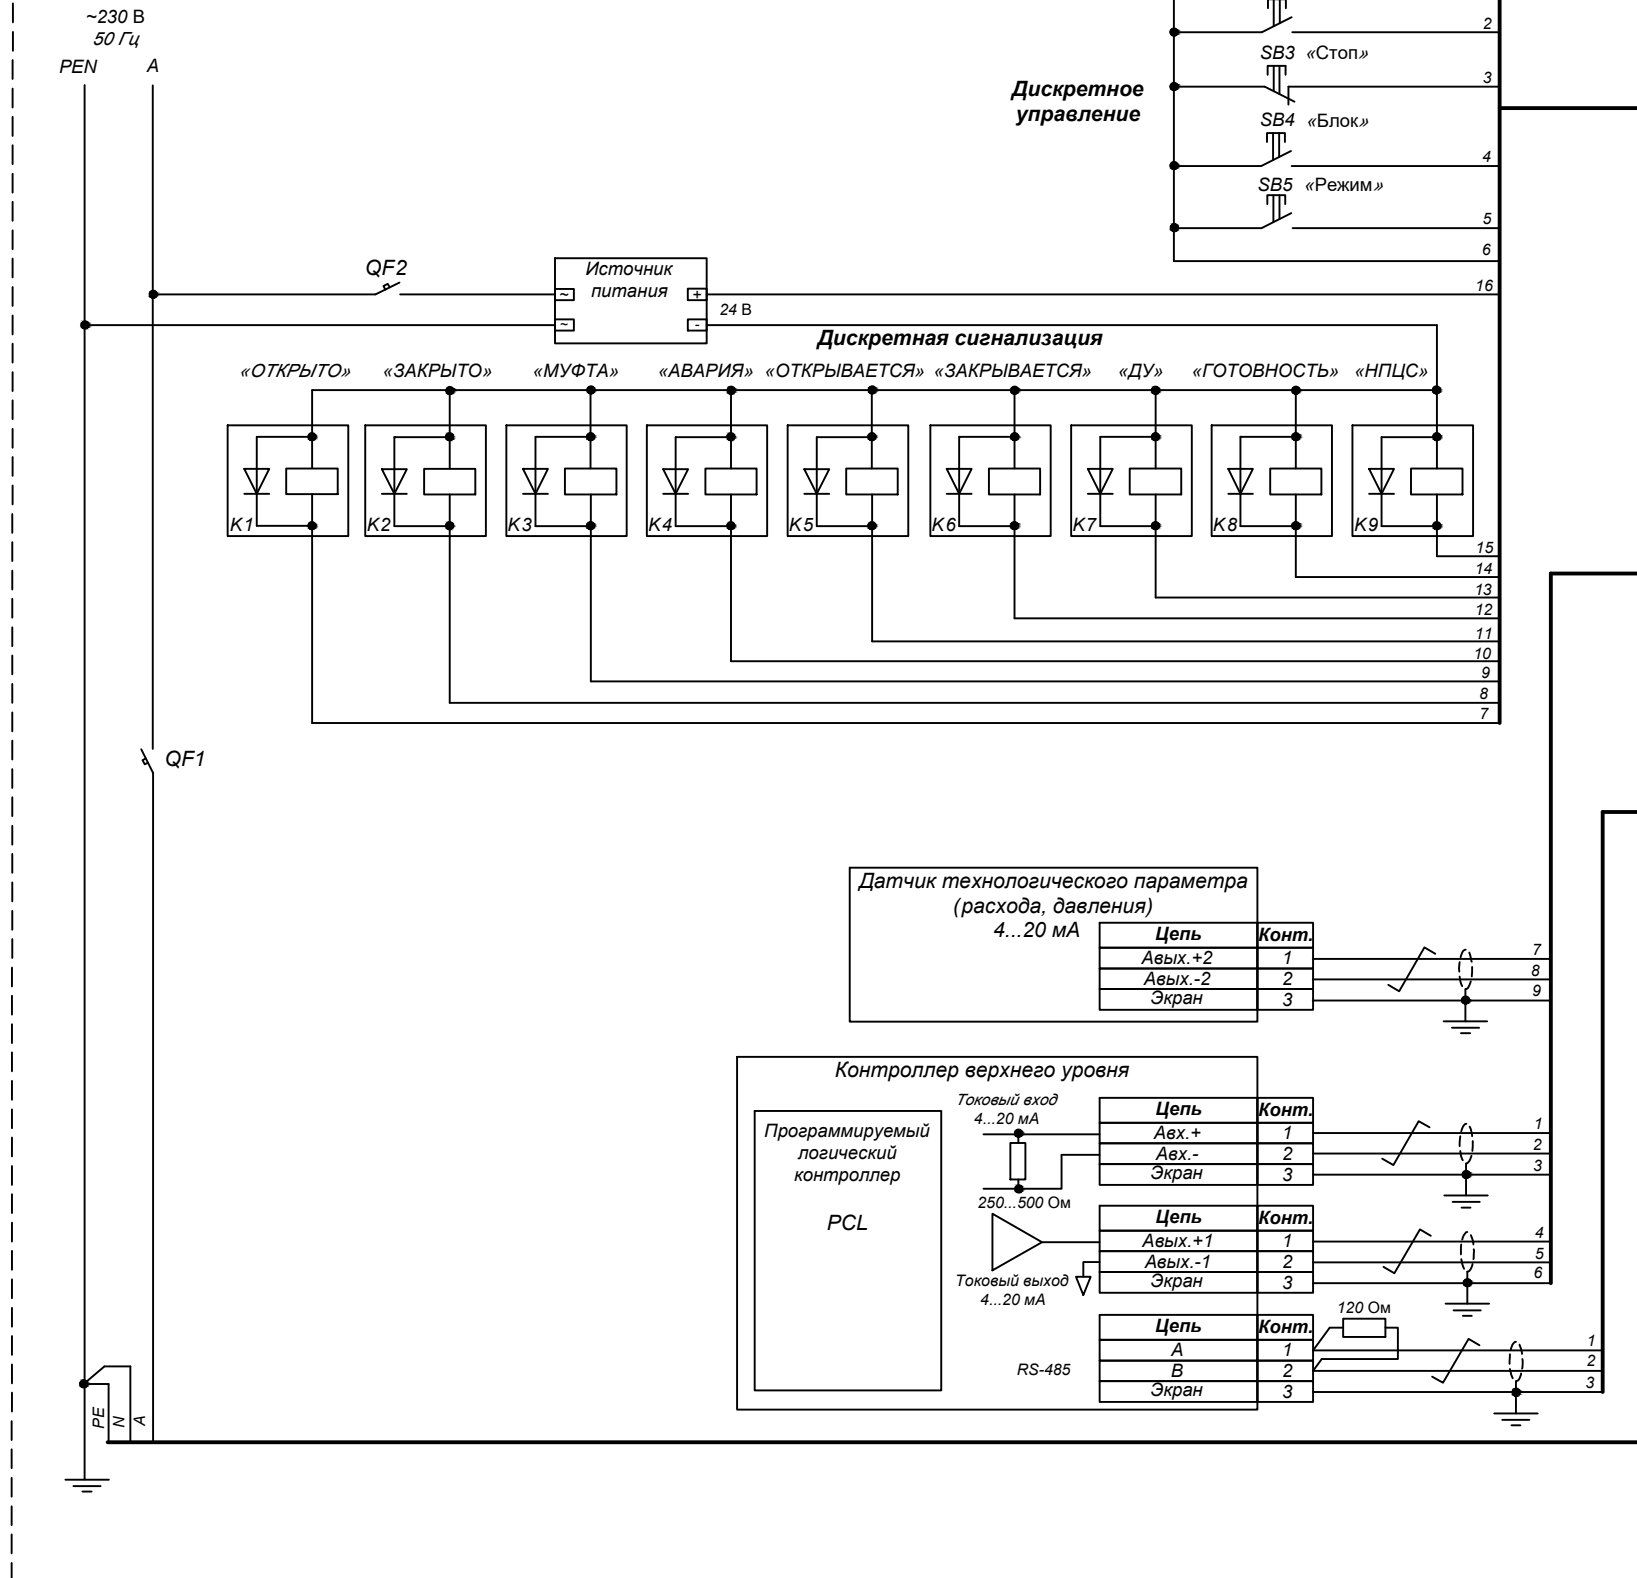 ~230 В
50 Гц
PEN
A
2
SB3 «Стоп»
3
Дискретное
управление
SB4 «Блок»
4
SB5 «Режим»
5
6
QF2
Источник
питания
~
+
16
24 В
~
-
Дискретная сигнализация
«ОТКРЫТО» «ЗАКРЫТО» «МУФТА» «АВАРИЯ» «ОТКРЫВАЕТСЯ» «ЗАКРЫВАЕТСЯ» «ДУ» «ГОТОВНОСТЬ» «НПЦС»
K1 K2 K3 K4 K5 K6 K7 K8 K9
15
14
13
12
11
10
9
8
7
QF1
Датчик технологического параметра
(расхода, давления)
4...20 мА
Цепь Конт.
Авых.+2 1
Авых.-2 2
Экран 3
7
8
9
Контроллер верхнего уровня
Программируемый
логический
контроллер
PCL
Токовый вход
4...20 мА
250...500 Ом
Цепь Конт.
Авх.+ 1
Авх.- 2
Экран 3
1
2
3
Токовый выход
4...20 мА
Цепь Конт.
Авых.+1 1
Авых.-1 2
Экран 3
4
5
6
120 Ом
RS-485
Цепь Конт.
A 1
B 2
Экран 3
1
2
3
PE
N
A